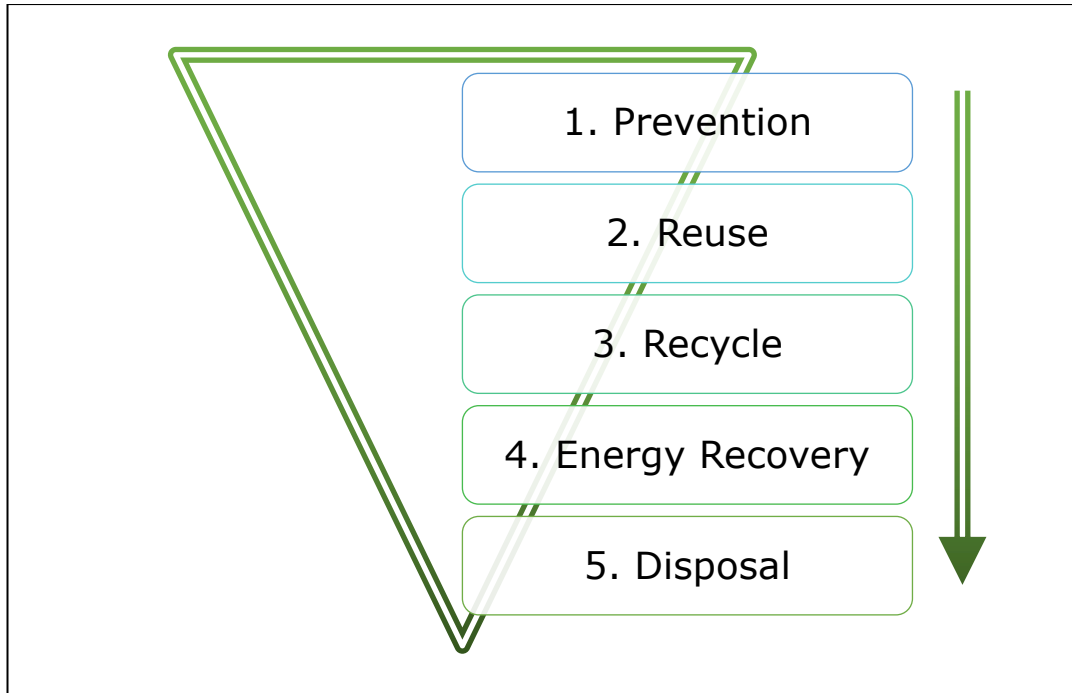 1. Prevention
2. Reuse
3. Recycle
4. Energy Recovery
5. Disposal